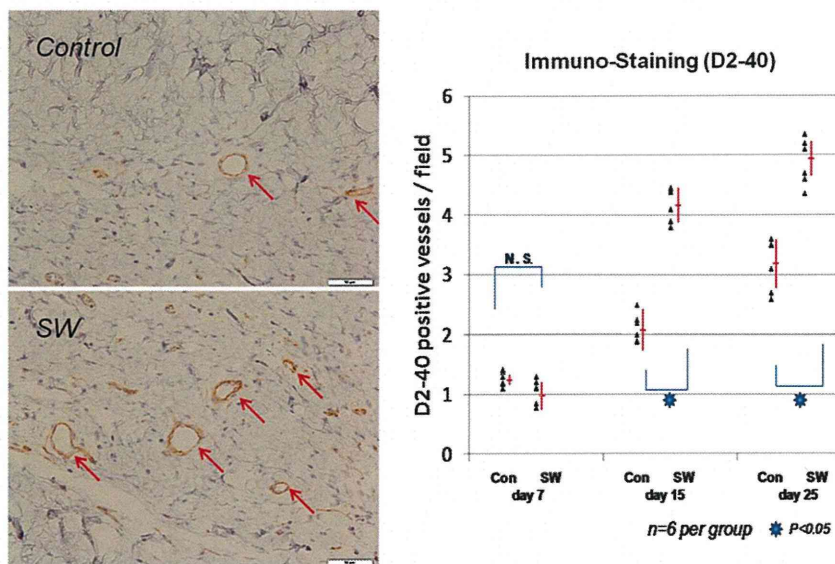 Control
SW
Immuno-Staining (D2-40)
D2-40 positive vessels / field
6
5
4
3
2
1
0
N. S.
Con SW Con SW Con SW
day 7 day 15 day 25
n=6 per group P<0.05